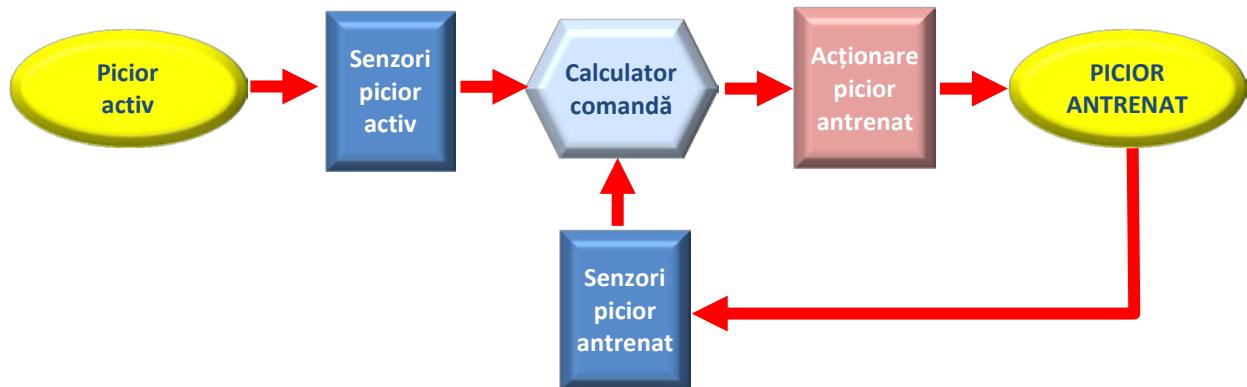 Picior
activ
Senzori
picior
activ
Calculator
comandă
Acționare
picior
antrenat
PICIOR
ANTRENAT
Senzori
picior
antrenat